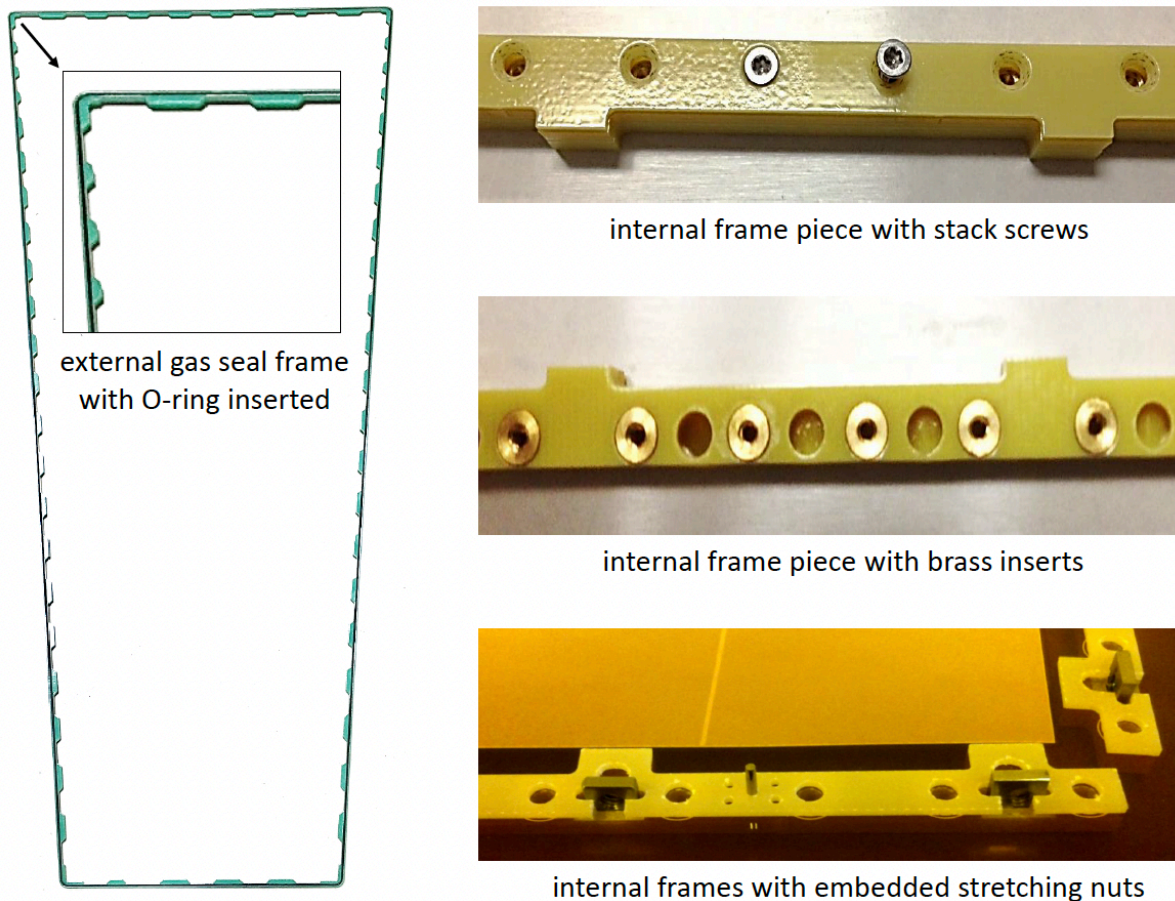 external gas seal frame
with O-ring inserted
internal frame piece with stack screws
internal frame piece with brass inserts
internal frames with embedded stretching nuts